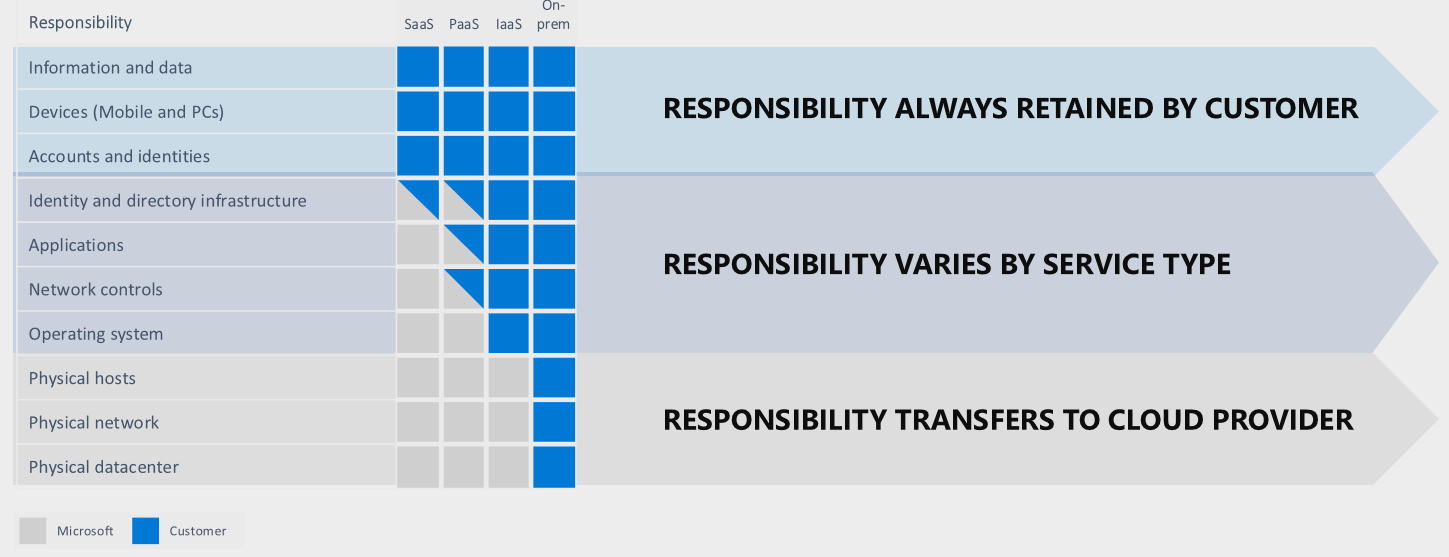 On-
Responsibility SaaS PaaS IaaS prem
Information and data
Devices (Mobile and PCs)
RESPONSIBILITY ALWAYS RETAINED BY CUSTOMER
Accounts and identities
Identity and directory infrastructure
Applications
RESPONSIBILITY VARIES BY SERVICE TYPE
Network controls
Operating system
Physical hosts
Physical network
RESPONSIBILITY TRANSFERS TO CLOUD PROVIDER
Physical datacenter
Microsoft Customer